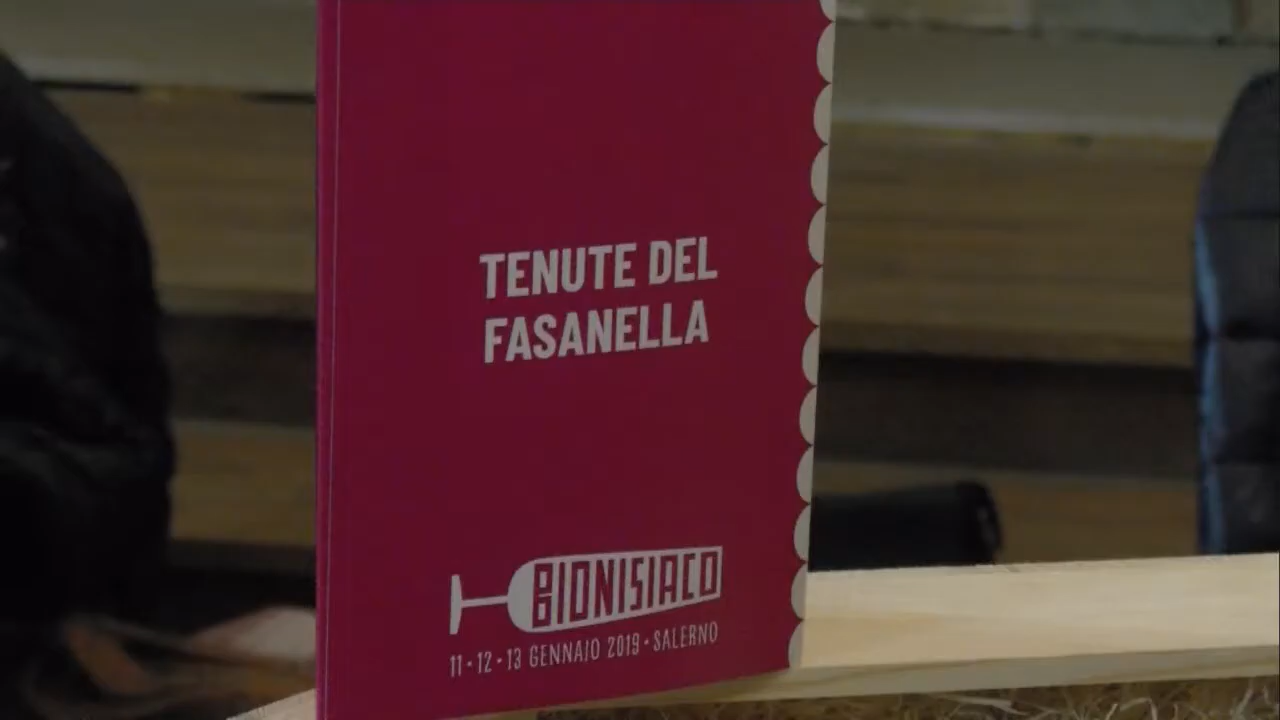 TENUTE DEL
FASANELLA
BIONISIACO
11 • 12 • 13 GENNAIO 2019 • SALERNO